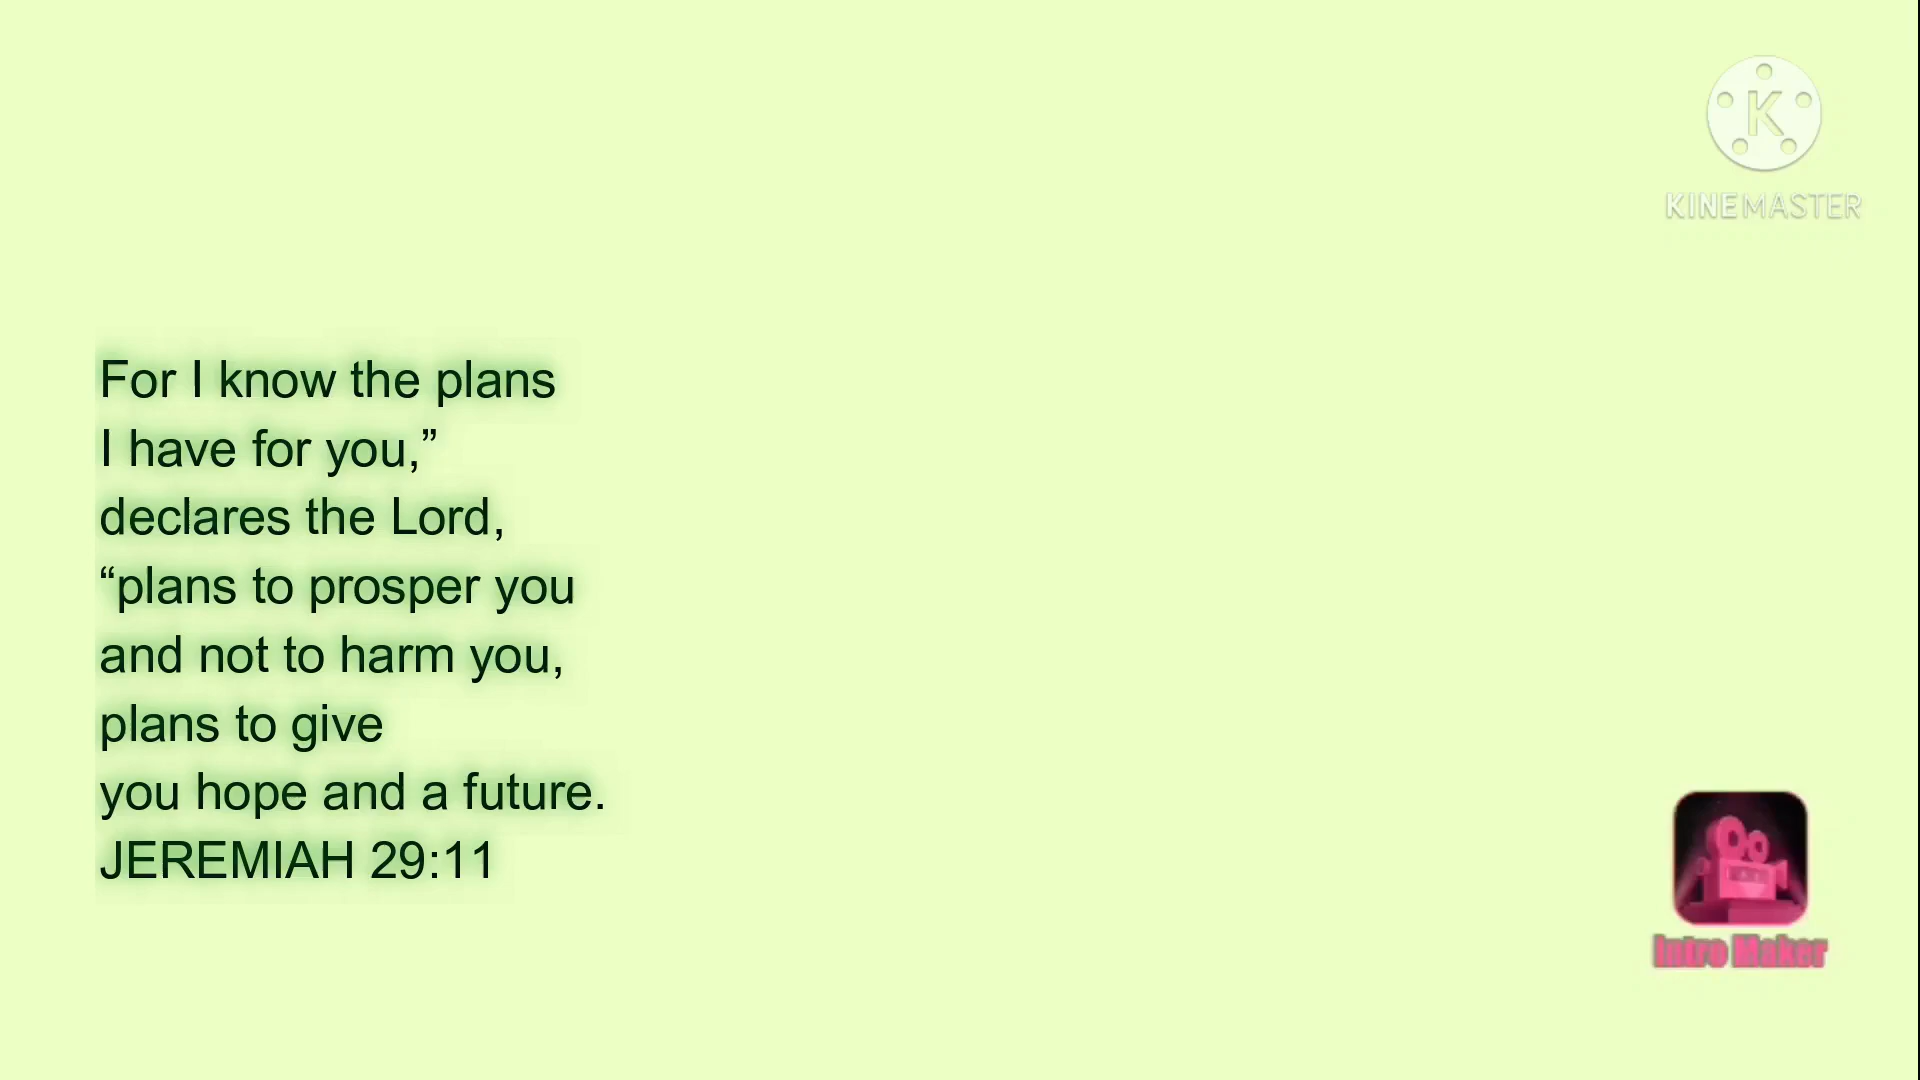 K
KINEMASTER
For I know the plans
I have for you,”
declares the Lord,
“plans to prosper you
and not to harm you,
plans to give
you hope and a future.
JEREMIAH 29:11
Intro Maker